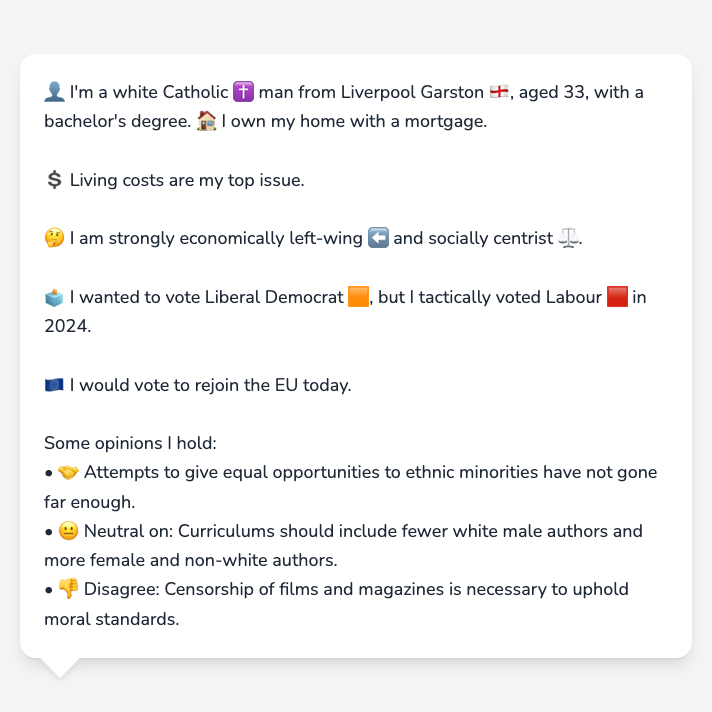 👤 I'm a white Catholic ✝️ man from Liverpool Garston 🏴󠁧󠁢󠁥󠁮󠁧󠁿, aged 33, with a
bachelor's degree. 🏠 I own my home with a mortgage.
💲 Living costs are my top issue.
🤔 I am strongly economically left-wing ⬅️ and socially centrist ⚖️.
🗳️ I wanted to vote Liberal Democrat 🟧, but I tactically voted Labour 🟥 in
2024.
🇪🇺 I would vote to rejoin the EU today.
Some opinions I hold:
• 🤝 Attempts to give equal opportunities to ethnic minorities have not gone
far enough.
• 😐 Neutral on: Curriculums should include fewer white male authors and
more female and non-white authors.
• 👎 Disagree: Censorship of films and magazines is necessary to uphold
moral standards.